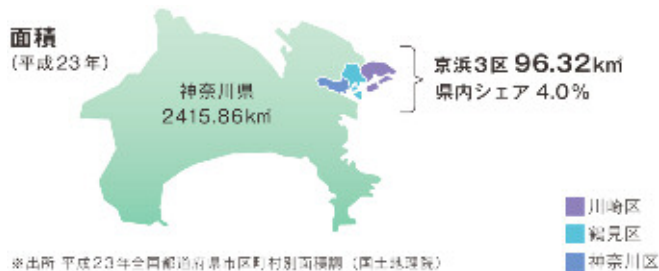 面積
(平成23年)
神奈川県
2415.86k㎡
京浜3区 96.32k㎡
県内シェア 4.0%
川崎区
鶴見区
神奈川区
※出所 平成23年全国都道府県市区町村別面積調 (国土地理院)